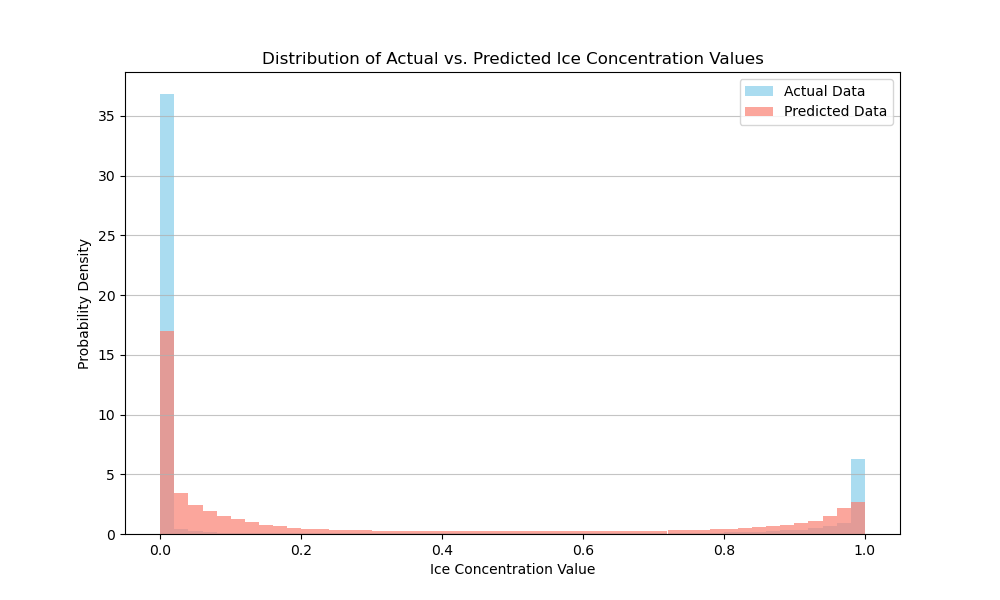 Distribution of Actual vs. Predicted Ice Concentration Values
Actual Data
Predicted Data
Probability Density
35
30
25
20
15
10
5
0
0.0
0.2
0.4
0.6
0.8
1.0
Ice Concentration Value